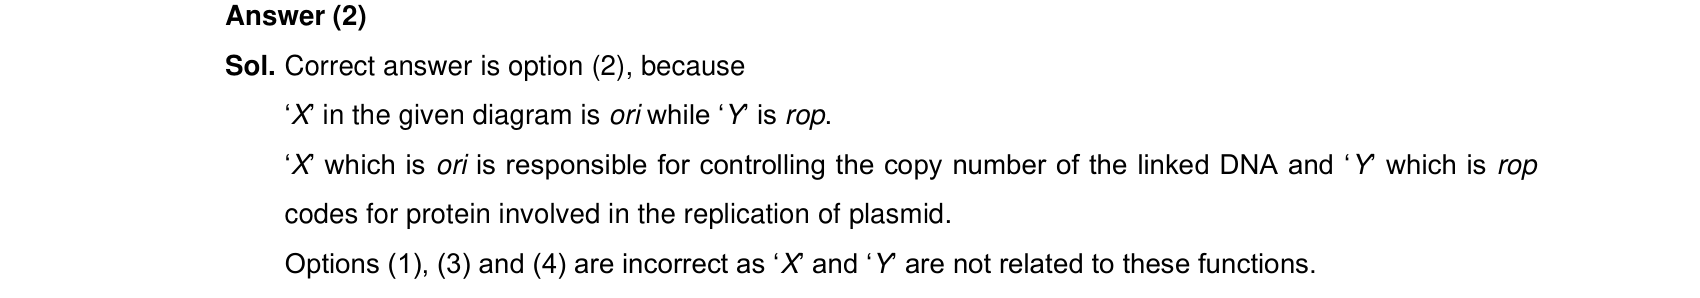 Answer (2)
Sol. Correct answer is option (2), because
‘X’ in the given diagram is ori while ‘Y’ is rop.
‘X’ which is ori is responsible for controlling the copy number of the linked DNA and ‘Y’ which is rop
codes for protein involved in the replication of plasmid.
Options (1), (3) and (4) are incorrect as ‘X’ and ‘Y’ are not related to these functions.